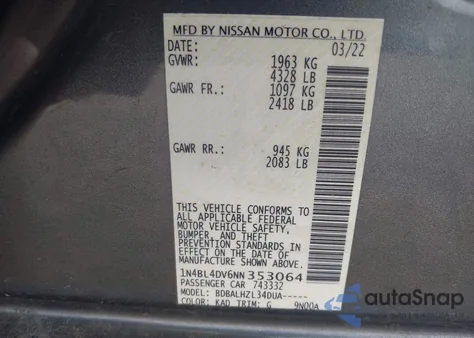 MFD BY NISSAN MOTOR CO., LTD.
DATE: 03/22
GVWR: 1963 KG
4328 LB
GAWR FR.: 1097 KG
2418 LB
GAWR RR.: 945 KG
2083 LB
THIS VEHICLE CONFORMS TO
ALL APPLICABLE FEDERAL
MOTOR VEHICLE SAFETY,
BUMPER, AND THEFT
PREVENTION STANDARDS IN
EFFECT ON THE DATE OF
MANUFACTURE SHOWN ABOVE.
1N4BL4DV6NN353064
PASSENGER CAR 743332
MODEL: BDBALHZL34DUA-----
COLOR: KAD TRIM: G 9N00A
autoSnap